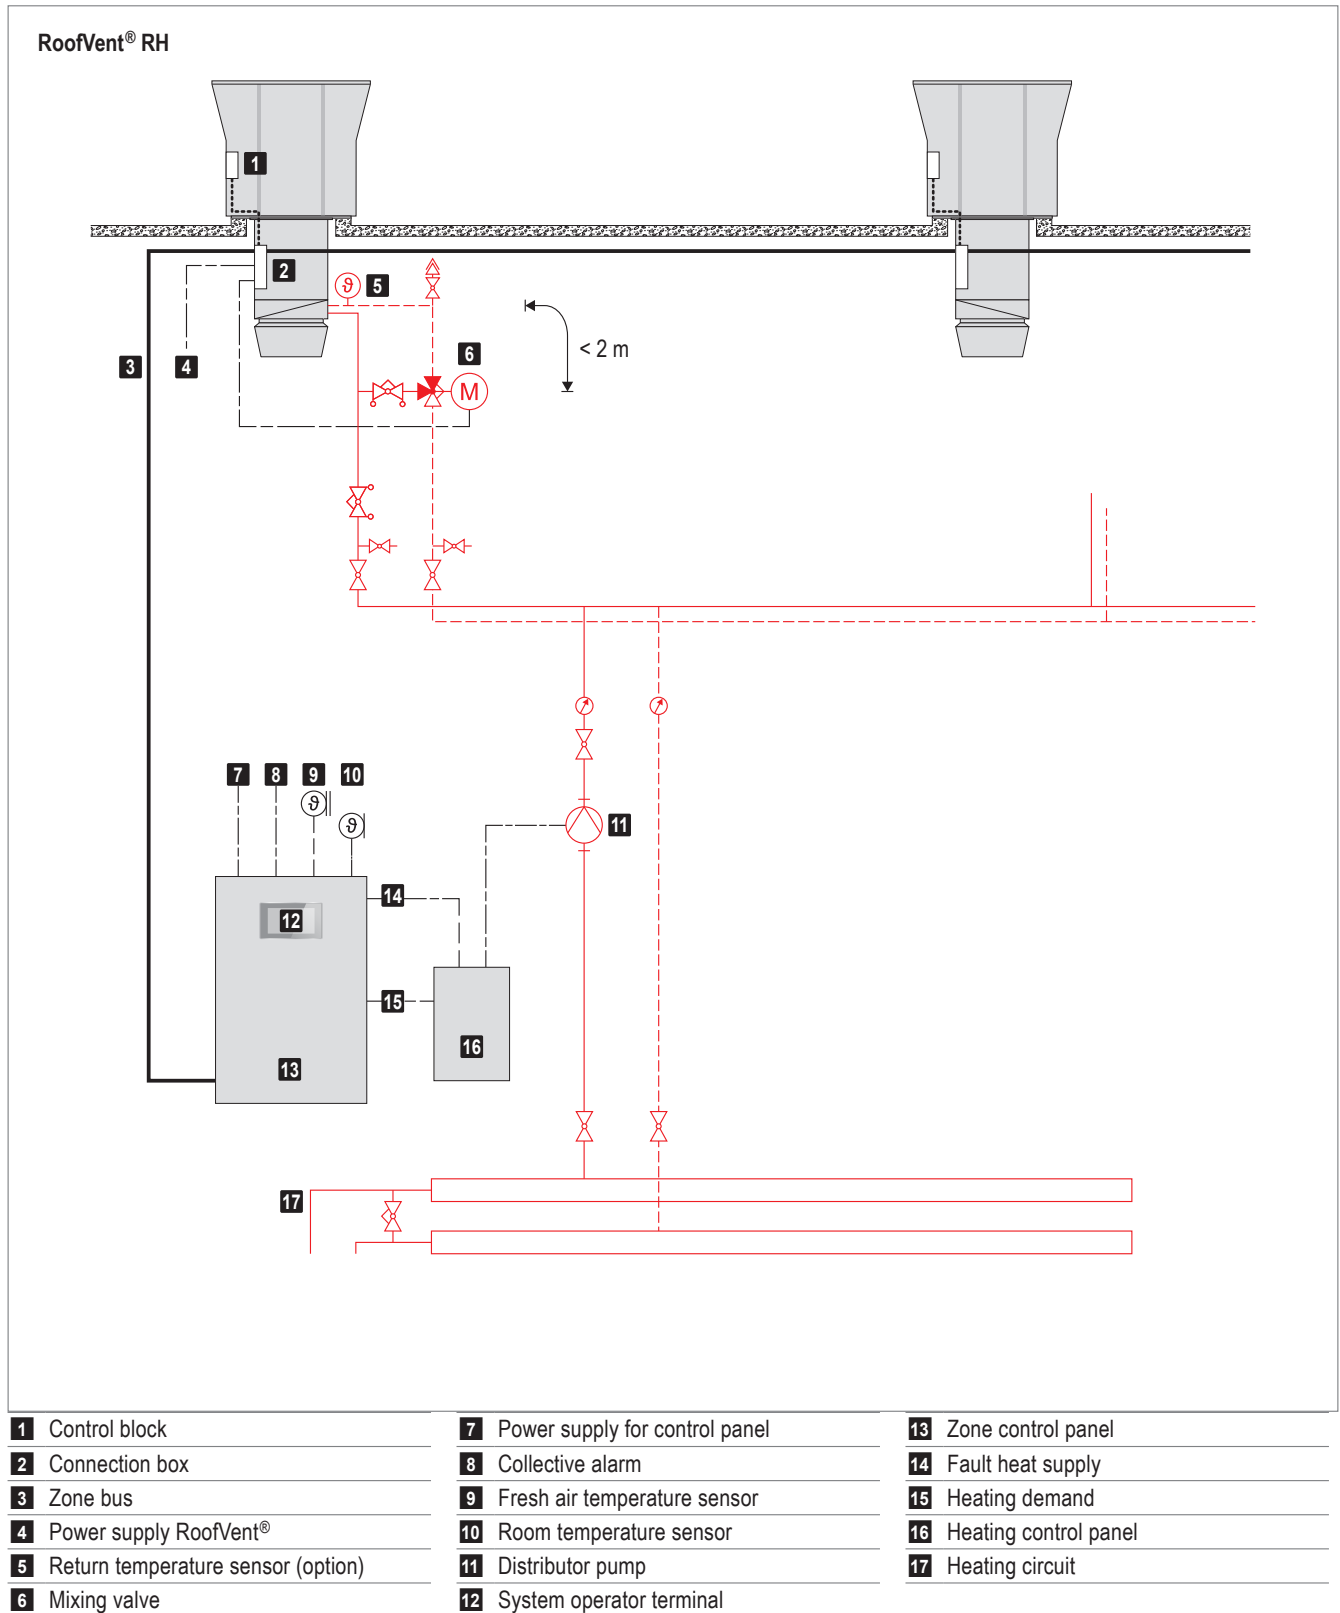 RoofVent® RH
1
2
ϑ 5
3
4
6
< 2 m
M
7 8 9 10
ϑ
ϑ
11
14
12
15
16
13
17
1 Control block
2 Connection box
3 Zone bus
4 Power supply RoofVent®
5 Return temperature sensor (option)
6 Mixing valve
7 Power supply for control panel
8 Collective alarm
9 Fresh air temperature sensor
10 Room temperature sensor
11 Distributor pump
12 System operator terminal
13 Zone control panel
14 Fault heat supply
15 Heating demand
16 Heating control panel
17 Heating circuit